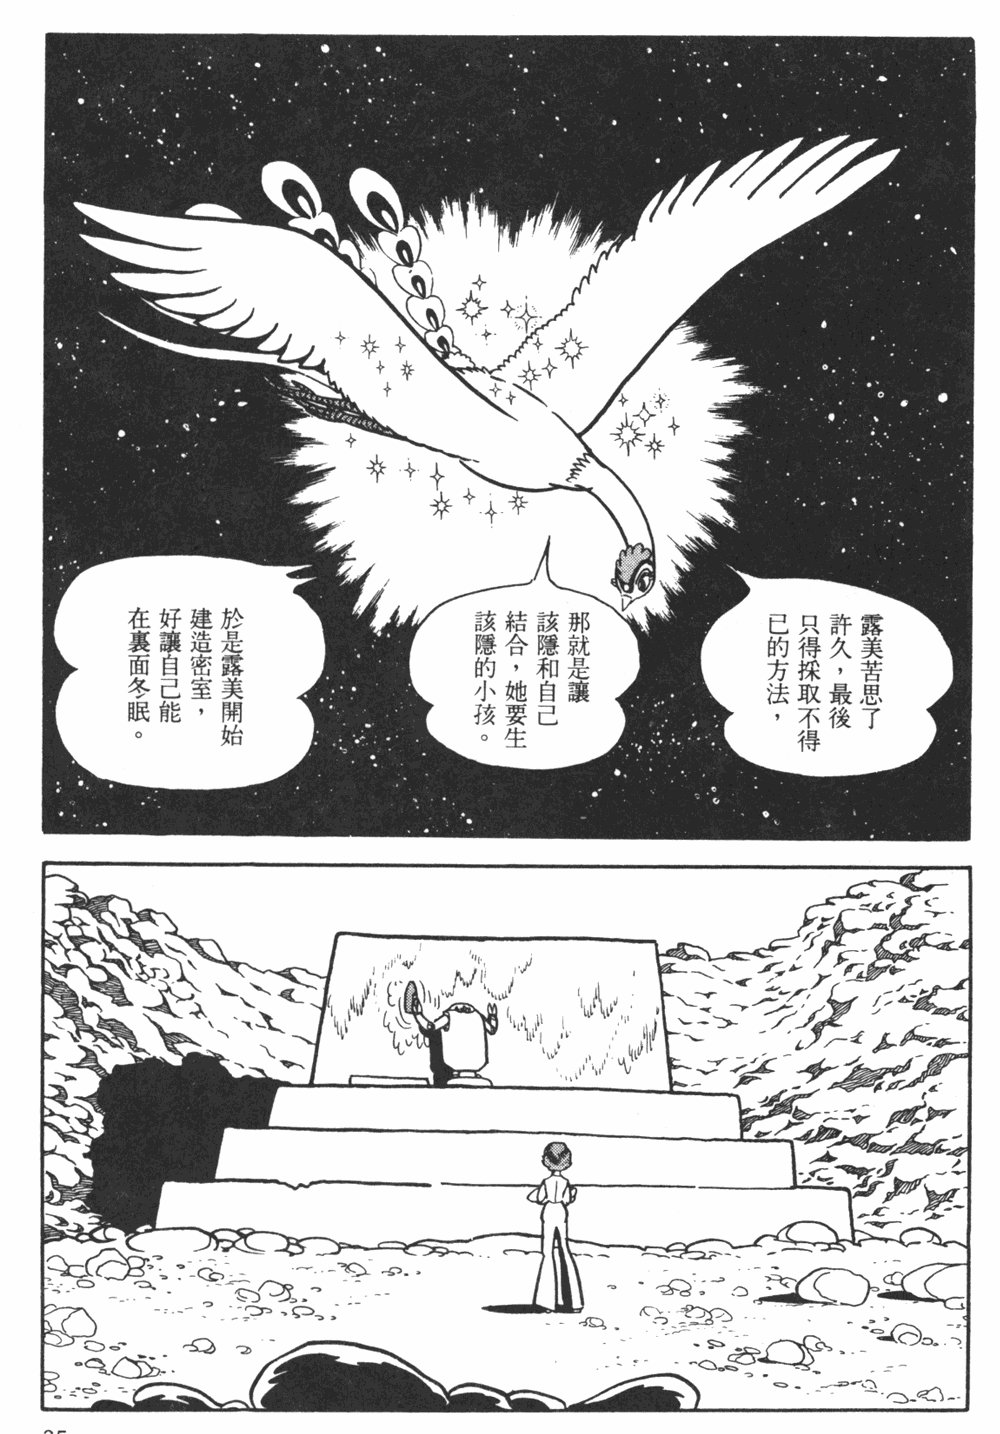 露美苦思了
許久，最後
只得採取不得
已的方法，
那就是讓
該隱和自己
結合，她要生
該隱的小孩。
於是露美開始
建造密室，
好讓自己能
在裏面冬眠。